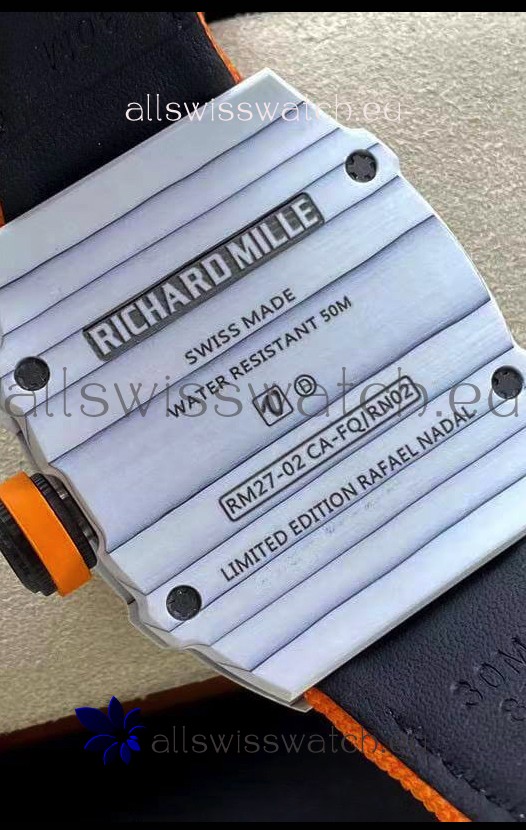 allswisswatch.eu
RICHARD MILLE
SWISS MADE
WATER RESISTANT 50M
allswisswatch.eu
RM27-02 CA-FQ/RN02
LIMITED EDITION RAFAEL NADAL
30M
allswisswatch.eu